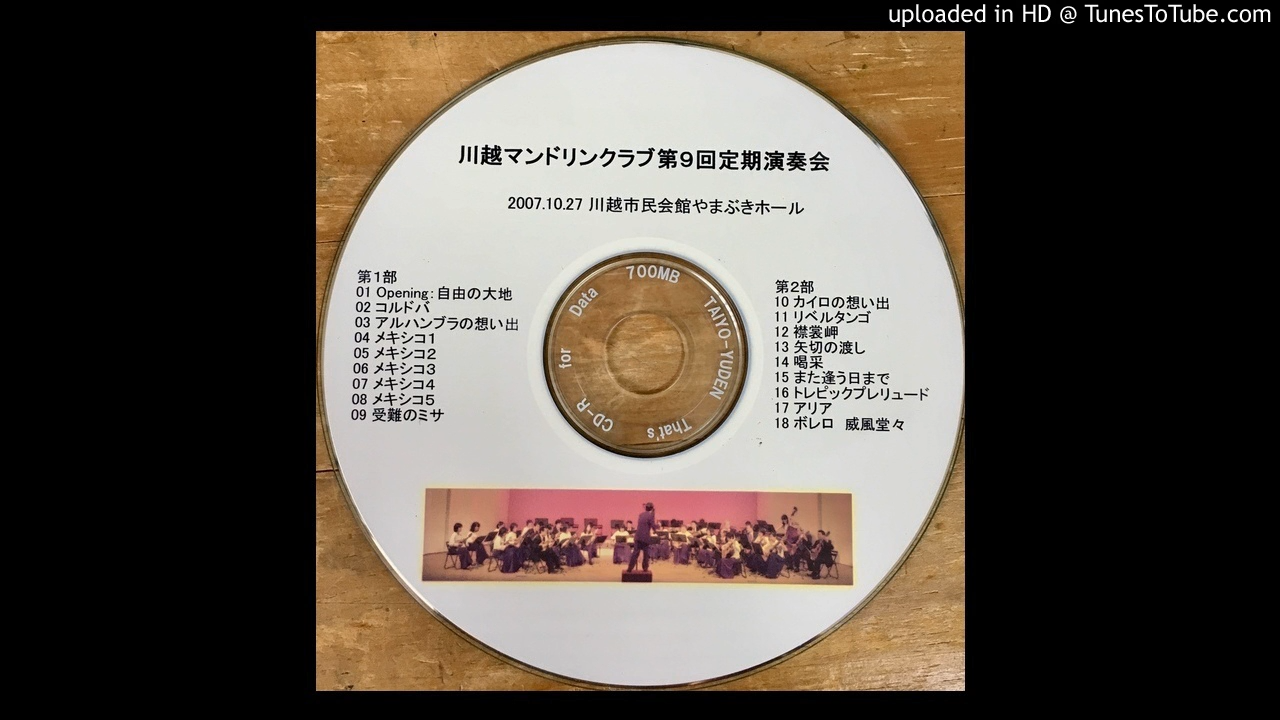 uploaded in HD @ TunesToTube.com
川越マンドリンクラブ第9回定期演奏会
2007.10.27 川越市民会館やまぶきホール
第1部
01 Opening:自由の大地
02 コルドバ
03 アルハンブラの想い出
04 メキシコ1
05 メキシコ2
06 メキシコ3
07 メキシコ4
08 メキシコ5
09 受難のミサ
700MB
TAIYO-YUDEN
That's
CD-R
for
Data
第2部
10 カイロの想い出
11 リベルタンゴ
12 襟裳岬
13 矢切の渡し
14 喝采
15 また逢う日まで
16 トレピックプレリュード
17 アリア
18 ボレロ 威風堂々